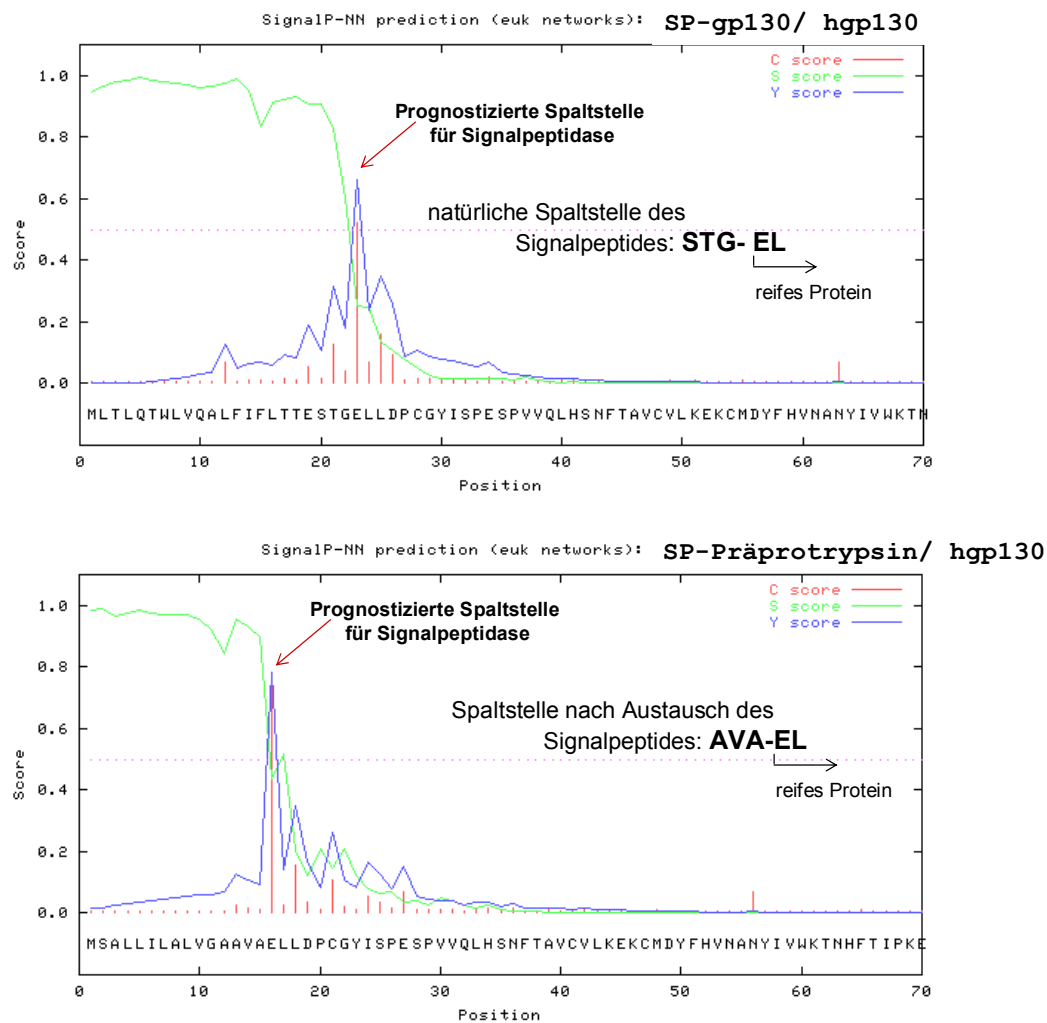 SignalP-NN prediction (euk networks): SP-gp130/ hgp130
C score
S score
Y score
1.0
0.8
0.6
0.4
0.2
0.0
Score
Prognostizierte Spaltstelle
für Signalpeptidase
natürliche Spaltstelle des
Signalpeptides: STG- EL
reifes Protein
MLTLQTWLVQALFIFLTTESTGELLDPCGYISPESPVVQLHSNFTAVCVLKEKCMDYFHVNANYIVWKTN
0 10 20 30 40 50 60 70
Position
SignalP-NN prediction (euk networks): SP-Präprotrypsin/ hgp130
C score
S score
Y score
1.0
0.8
0.6
0.4
0.2
0.0
Score
Prognostizierte Spaltstelle
für Signalpeptidase
Spaltstelle nach Austausch des
Signalpeptides: AVA-EL
reifes Protein
MSALLILALVGAAVAELLDPCGYISPESPVVQLHSNFTAVCVLKEKCMDYFHVNANYIVWKTNHFTIPKE
0 10 20 30 40 50 60 70
Position